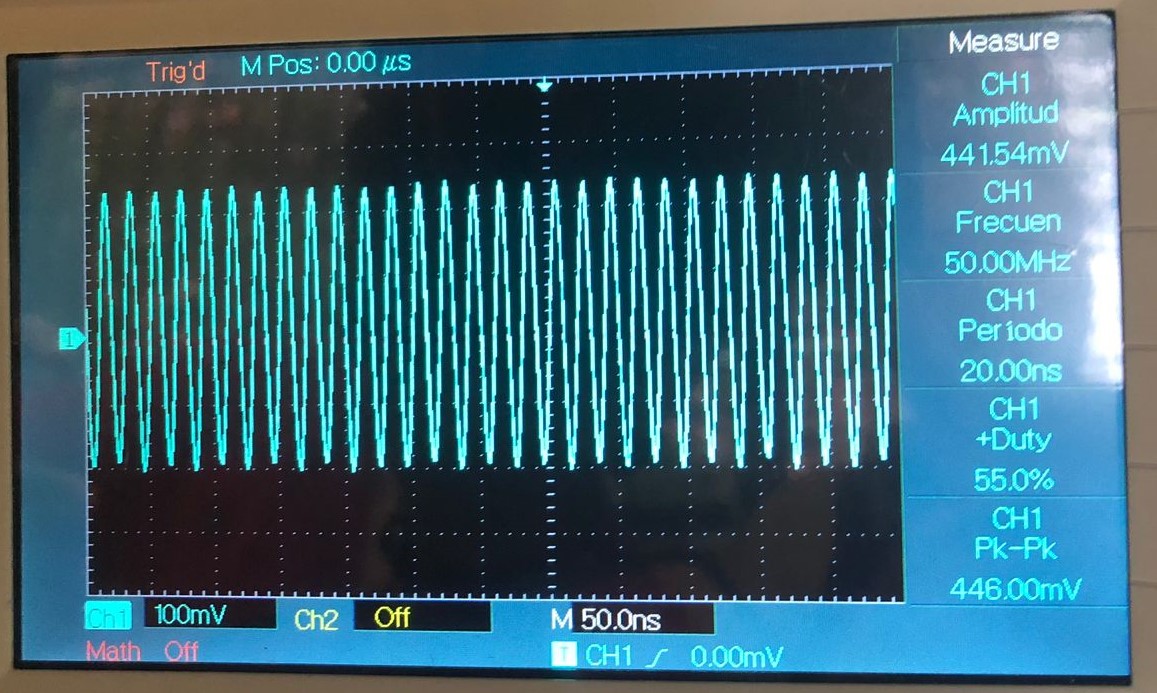 Trig'd M Pos: 0.00 µs
Measure
CH1
Amplitud
441.54mV
CH1
Frecuen
50.00MHz
CH1
Período
20.00ns
CH1
+Duty
55.0%
CH1
Pk-Pk
446.00mV
1
Ch1 100mV Ch2 Off M 50.0ns
Math Off T CH1 0.00mV